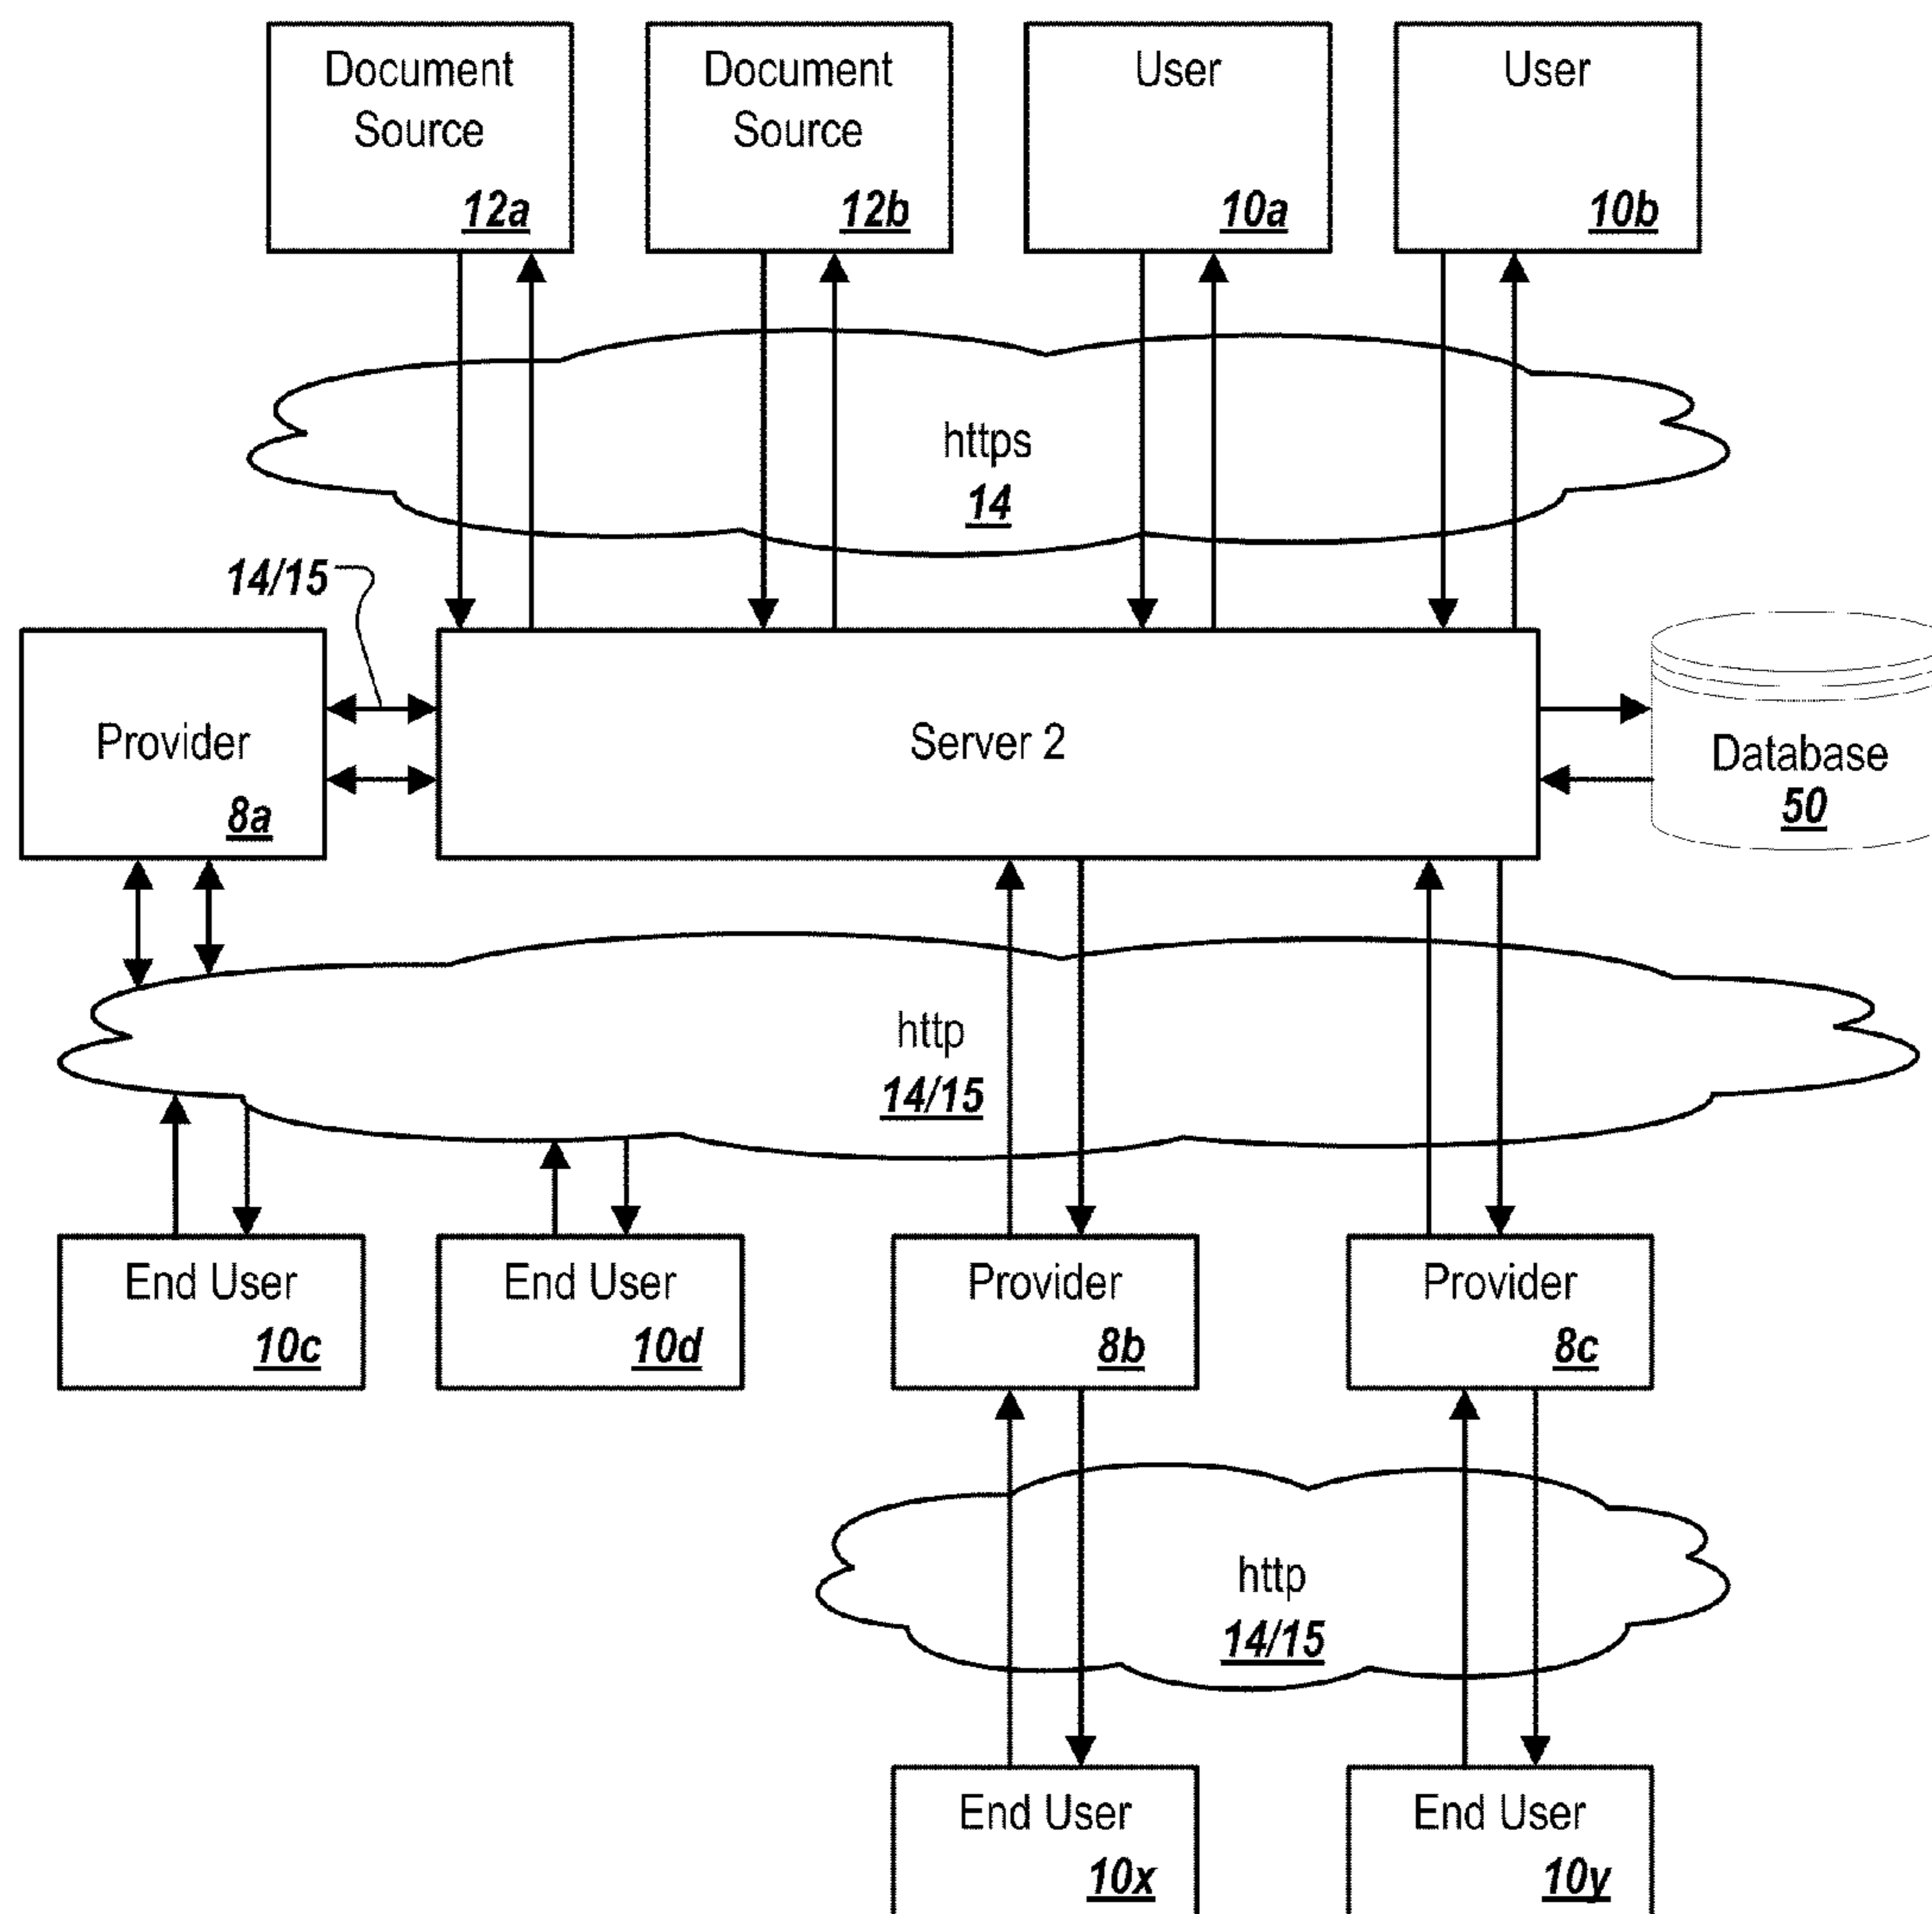 Document
Source
12a
Document
Source
12b
User
10a
User
10b
https
14
14/15
Provider
8a
Server 2
Database
50
http
14/15
End User
10c
End User
10d
Provider
8b
Provider
8c
http
14/15
End User
10x
End User
10y